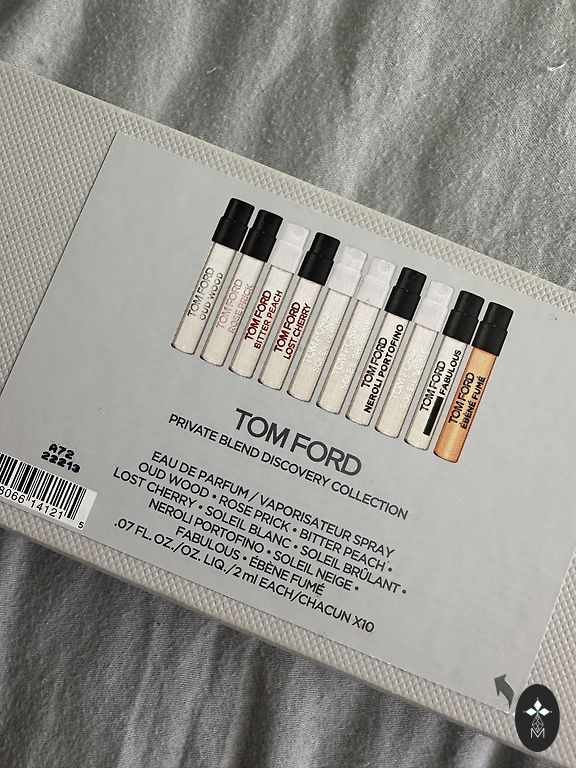 TOM FORD
OUD WOOD
TOM FORD
ROSE PRICK
TOM FORD
BITTER PEACH
TOM FORD
LOST CHERRY
TOM FORD
NEROLI PORTOFINO
TOM FORD
FABULOUS
TOM FORD
ÉBÈNE FUMÉ
TOM FORD
PRIVATE BLEND DISCOVERY COLLECTION
EAU DE PARFUM / VAPORISATEUR SPRAY
OUD WOOD • ROSE PRICK • BITTER PEACH •
LOST CHERRY • SOLEIL BLANC • SOLEIL BRÛLANT •
NEROLI PORTOFINO • SOLEIL NEIGE •
FABULOUS • ÉBÈNE FUMÉ
.07 FL.OZ./OZ. LIQ./2 ml EACH/CHACUN X10
A72
22213
8066 14121 5